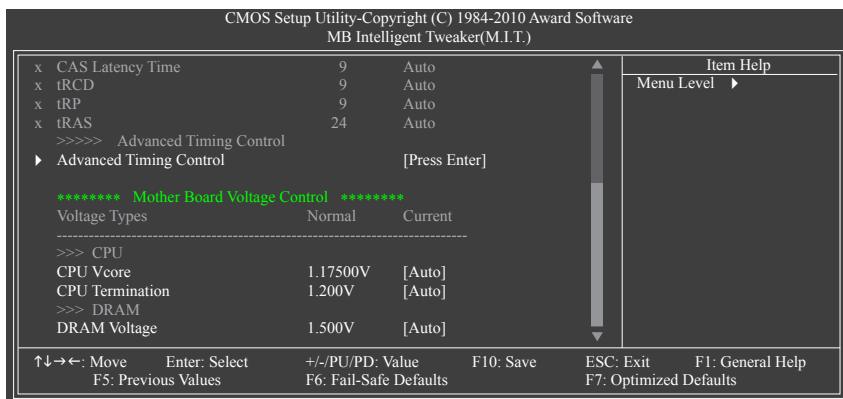 CMOS Setup Utility-Copyright (C) 1984-2010 Award Software
MB Intelligent Tweaker(M.I.T.)
x CAS Latency Time 9 Auto
x tRCD 9 Auto
x tRP 9 Auto
x tRAS 24 Auto
>>>>> Advanced Timing Control
Advanced Timing Control [Press Enter]
******** Mother Board Voltage Control ********
Voltage Types Normal Current
-----------------------------------------------------------------------------
>>> CPU
CPU Vcore 1.17500V [Auto]
CPU Termination 1.200V [Auto]
>>> DRAM
DRAM Voltage 1.500V [Auto]
Item Help
Menu Level
↑↓→←: Move Enter: Select +/-/PU/PD: Value F10: Save ESC: Exit F1: General Help
F5: Previous Values F6: Fail-Safe Defaults F7: Optimized Defaults